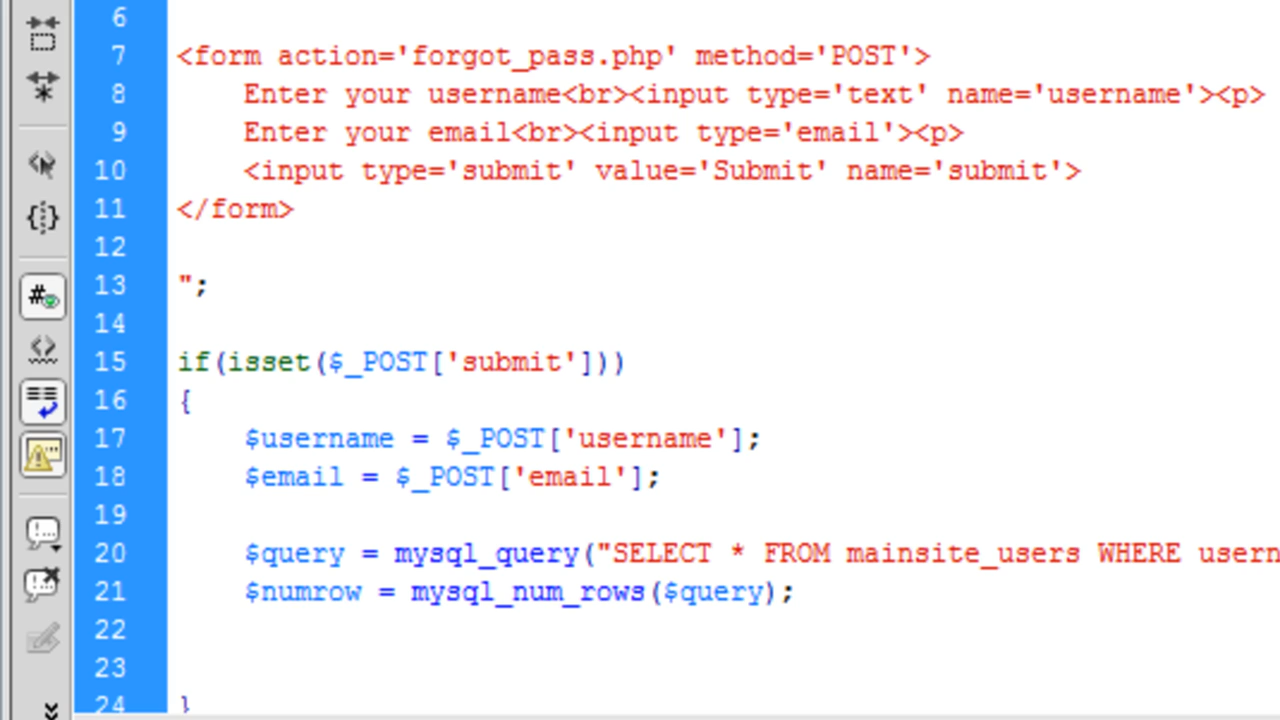 6
7 <form action='forgot_pass.php' method='POST'>
8 Enter your username<br><input type='text' name='username'><p>
9 Enter your email<br><input type='email'><p>
10 <input type='submit' value='Submit' name='submit'>
11 </form>
12
13 ";
14
15 if(isset($_POST['submit']))
16 {
17 $username = $_POST['username'];
18 $email = $_POST['email'];
19
20 $query = mysql_query("SELECT * FROM mainsite_users WHERE usern
21 $numrow = mysql_num_rows($query);
22
23
24 }